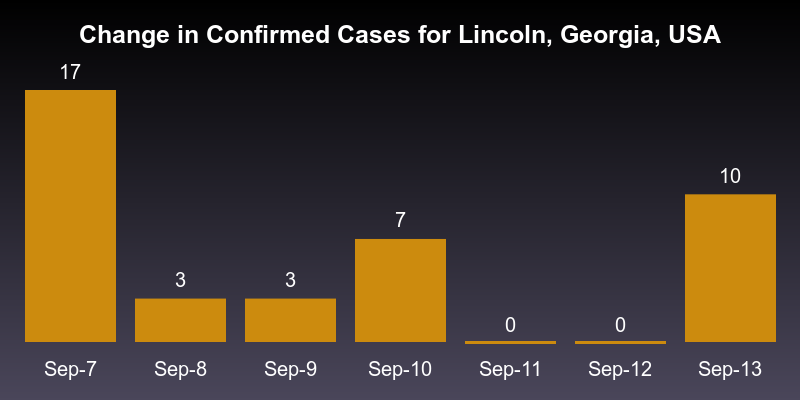 Change in Confirmed Cases for Lincoln, Georgia, USA
17
3
3
7
0
0
10
Sep-7
Sep-8
Sep-9
Sep-10
Sep-11
Sep-12
Sep-13